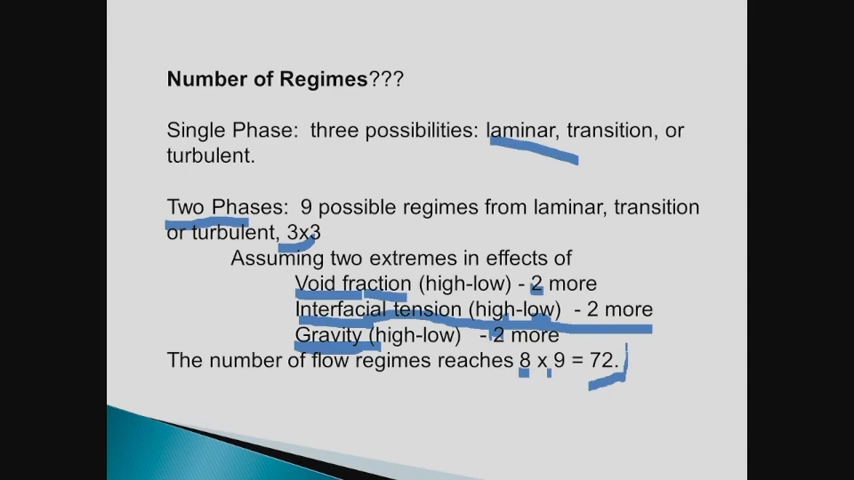 Number of Regimes???
Single Phase: three possibilities: laminar, transition, or
turbulent.
Two Phases: 9 possible regimes from laminar, transition
or turbulent, 3x3
Assuming two extremes in effects of
Void fraction (high-low) - 2 more
Interfacial tension (high-low) - 2 more
Gravity (high-low) - 2 more
The number of flow regimes reaches 8 x 9 = 72.